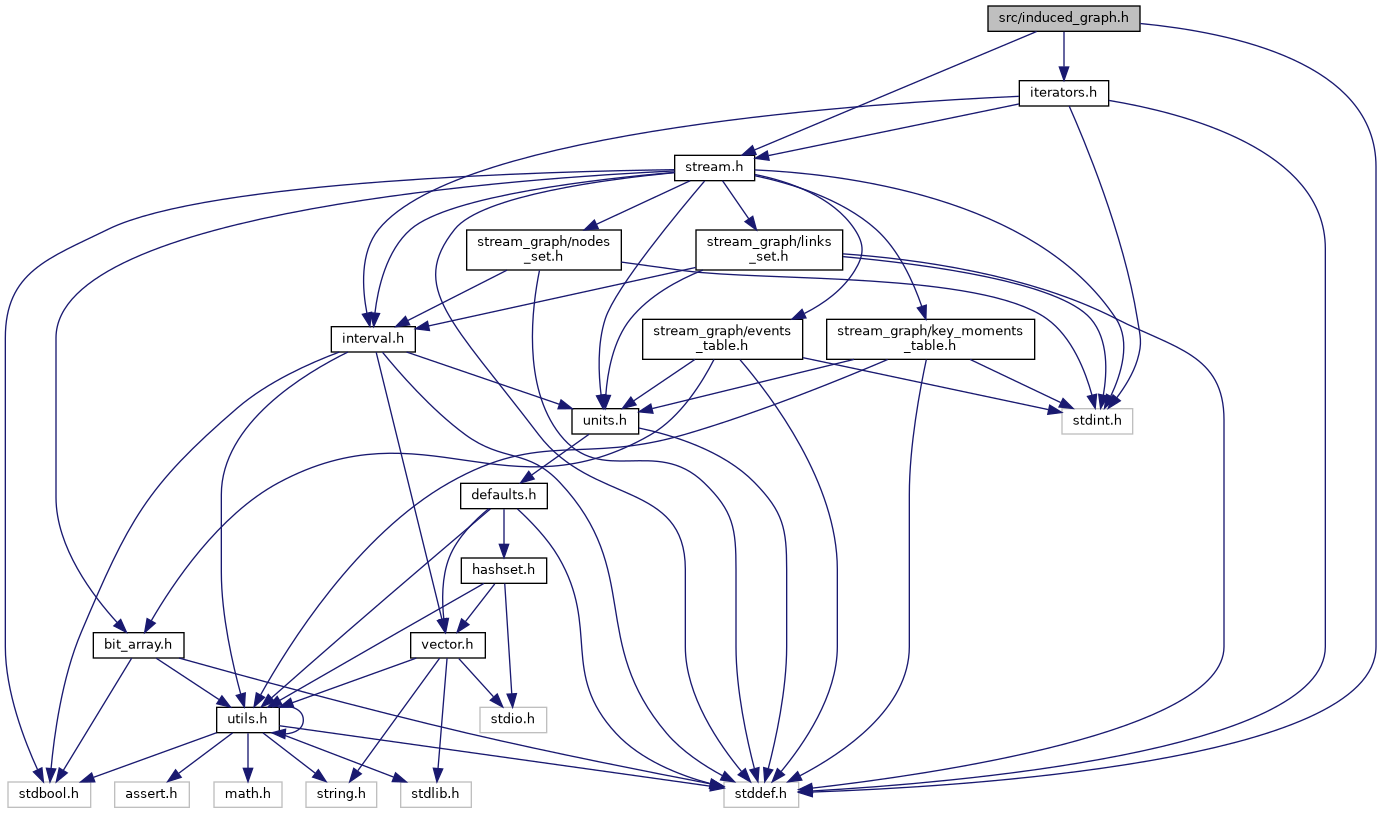 src/induced_graph.h
iterators.h
stream.h
stream_graph/nodes
_set.h
stream_graph/links
_set.h
interval.h
stream_graph/events
_table.h
stream_graph/key_moments
_table.h
units.h
stdint.h
defaults.h
hashset.h
bit_array.h
vector.h
utils.h
stdio.h
stdbool.h
assert.h
math.h
string.h
stdlib.h
stddef.h